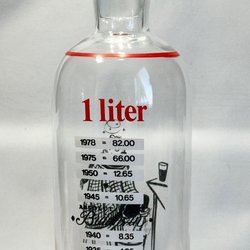 1 liter
1978 = 82.00
1975 = 66.00
1950 = 12.65
1945 = 10.65
1940 = 8.35